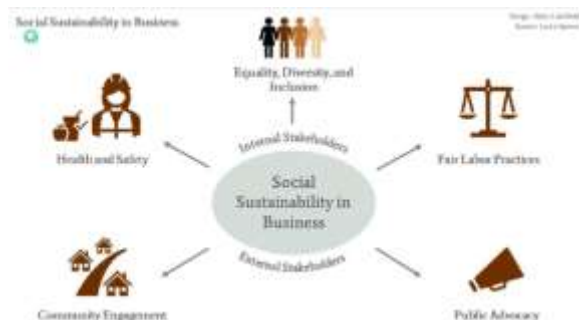 Social Sustainability in Business
Equality, Diversity, and
Inclusion
Internal Stakeholders
Health and Safety
Fair Labor Practices
Social
Sustainability in
Business
External Stakeholders
Community Engagement
Public Advocacy